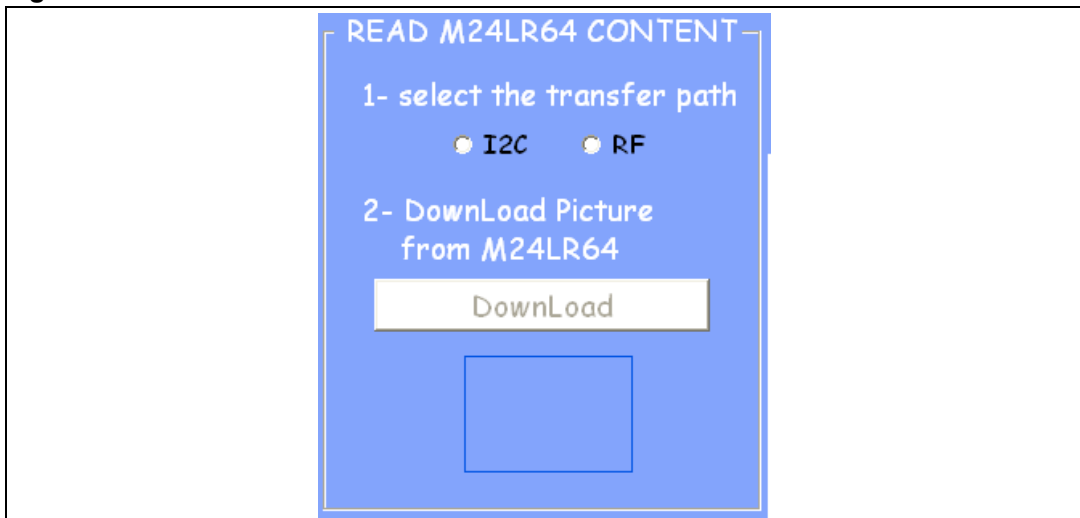 READ M24LR64 CONTENT
1- select the transfer path
I2C RF
2- DownLoad Picture
from M24LR64
DownLoad